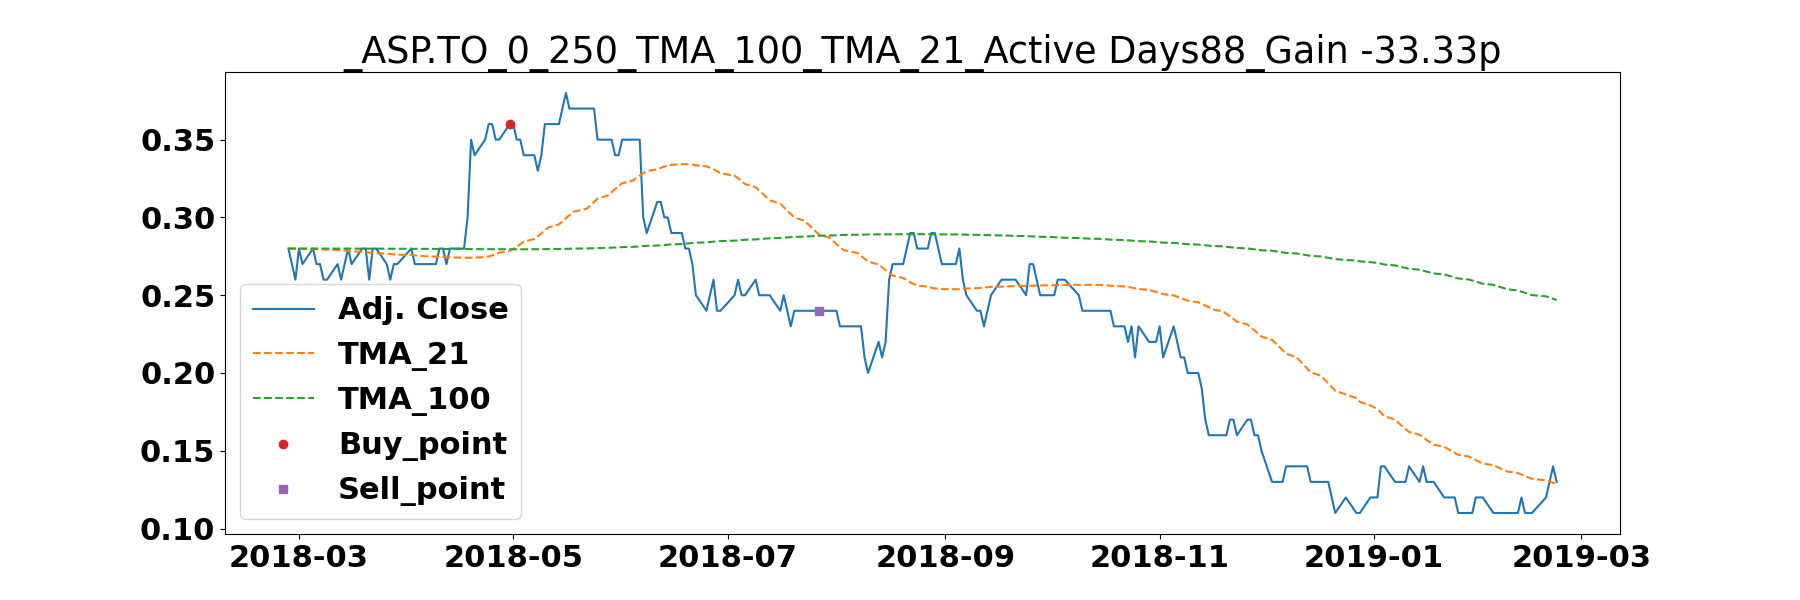 _ASP.TO_0_250_TMA_100_TMA_21_Active Days88_Gain -33.33p
0.35
0.30
0.25
0.20
0.15
0.10
Adj. Close
TMA_21
TMA_100
Buy_point
Sell_point
2018-03 2018-05 2018-07 2018-09 2018-11 2019-01 2019-03